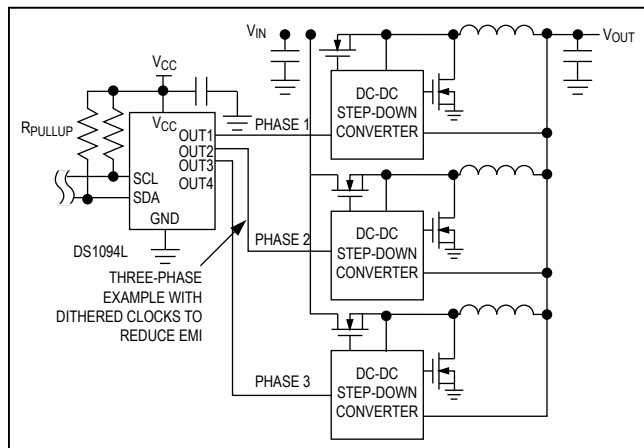 VIN
VOUT
VCC
RPULLUP
VCC
OUT1
OUT2
OUT3
OUT4
SCL
SDA
GND
DS1094L
PHASE 1
DC-DC
STEP-DOWN
CONVERTER
PHASE 2
DC-DC
STEP-DOWN
CONVERTER
THREE-PHASE
EXAMPLE WITH
DITHERED CLOCKS TO
REDUCE EMI
PHASE 3
DC-DC
STEP-DOWN
CONVERTER